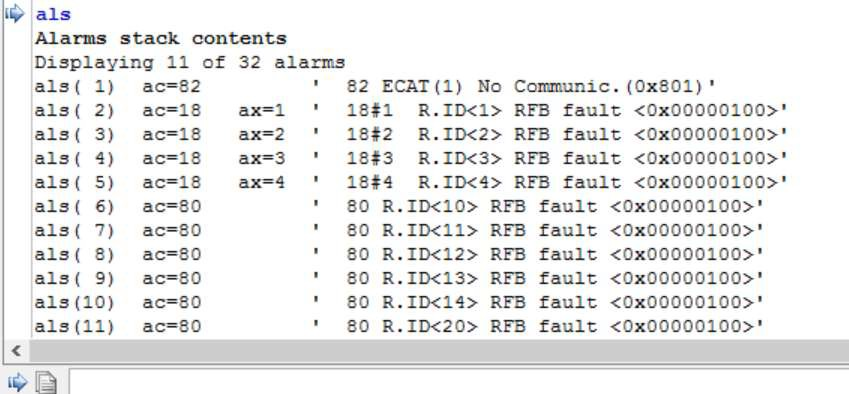 als
Alarms stack contents
Displaying 11 of 32 alarms
als( 1)  ac=82         '  82 ECAT(1) No Communic.(0x801)'
als( 2)  ac=18   ax=1  '  18#1  R.ID<1> RFB fault <0x00000100>'
als( 3)  ac=18   ax=2  '  18#2  R.ID<2> RFB fault <0x00000100>'
als( 4)  ac=18   ax=3  '  18#3  R.ID<3> RFB fault <0x00000100>'
als( 5)  ac=18   ax=4  '  18#4  R.ID<4> RFB fault <0x00000100>'
als( 6)  ac=80         '  80 R.ID<10> RFB fault <0x00000100>'
als( 7)  ac=80         '  80 R.ID<11> RFB fault <0x00000100>'
als( 8)  ac=80         '  80 R.ID<12> RFB fault <0x00000100>'
als( 9)  ac=80         '  80 R.ID<13> RFB fault <0x00000100>'
als(10)  ac=80         '  80 R.ID<14> RFB fault <0x00000100>'
als(11)  ac=80         '  80 R.ID<20> RFB fault <0x00000100>'